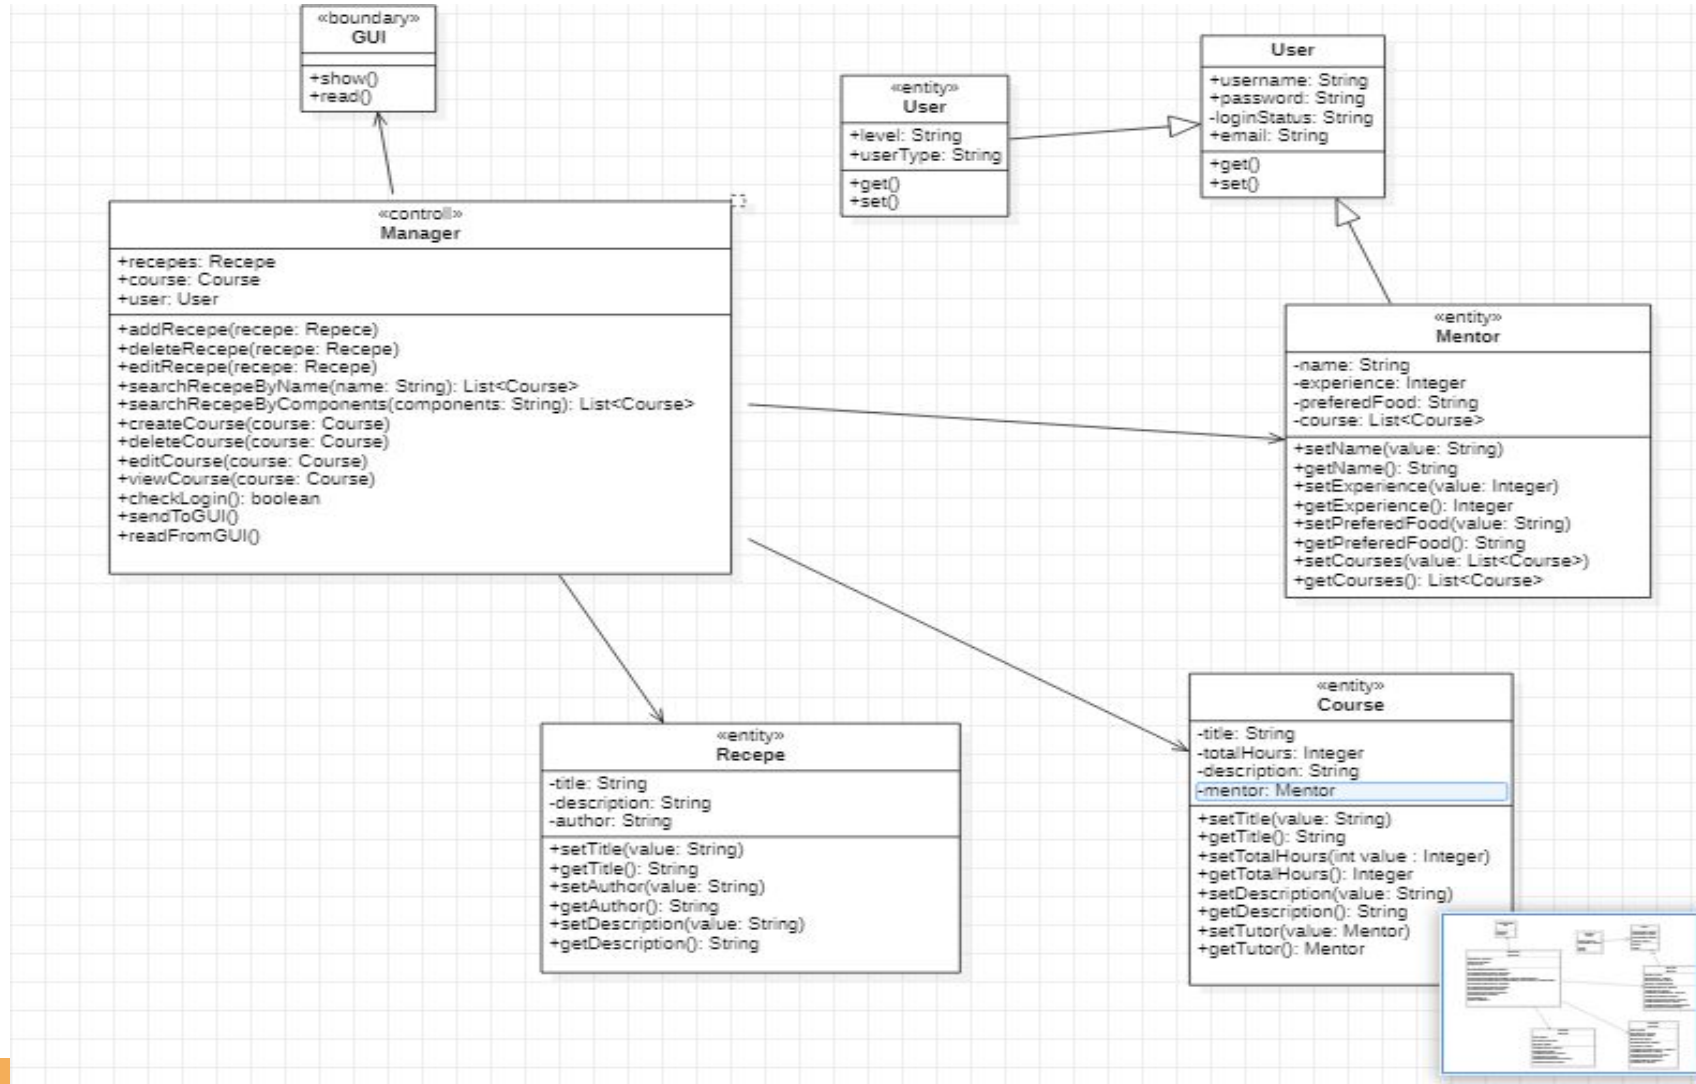 «boundary»
GUI
+show()
+read()
«entity»
User
+level: String
+userType: String
+get()
+set()
User
+username: String
+password: String
-loginStatus: String
+email: String
+get()
+set()
«controll»
Manager
+recepes: Recepe
+course: Course
+user: User
+addRecepe(recepe: Repece)
+deleteRecepe(recepe: Recepe)
+editRecepe(recepe: Recepe)
+searchRecepeByName(name: String): List<Course>
+searchRecepeByComponents(components: String): List<Course>
+createCourse(course: Course)
+deleteCourse(course: Course)
+editCourse(course: Course)
+viewCourse(course: Course)
+checkLogin(): boolean
+sendToGUI()
+readFromGUI()
«entity»
Mentor
-name: String
-experience: Integer
-preferedFood: String
-course: List<Course>
+setName(value: String)
+getName(): String
+setExperience(value: Integer)
+getExperience(): Integer
+setPreferedFood(value: String)
+getPreferedFood(): String
+setCourses(value: List<Course>)
+getCourses(): List<Course>
«entity»
Recepe
-title: String
-description: String
-author: String
+setTitle(value: String)
+getTitle(): String
+setAuthor(value: String)
+getAuthor(): String
+setDescription(value: String)
+getDescription(): String
«entity»
Course
-title: String
-totalHours: Integer
-description: String
-mentor: Mentor
+setTitle(value: String)
+getTitle(): String
+setTotalHours(int value : Integer)
+getTotalHours(): Integer
+setDescription(value: String)
+getDescription(): String
+setTutor(value: Mentor)
+getTutor(): Mentor